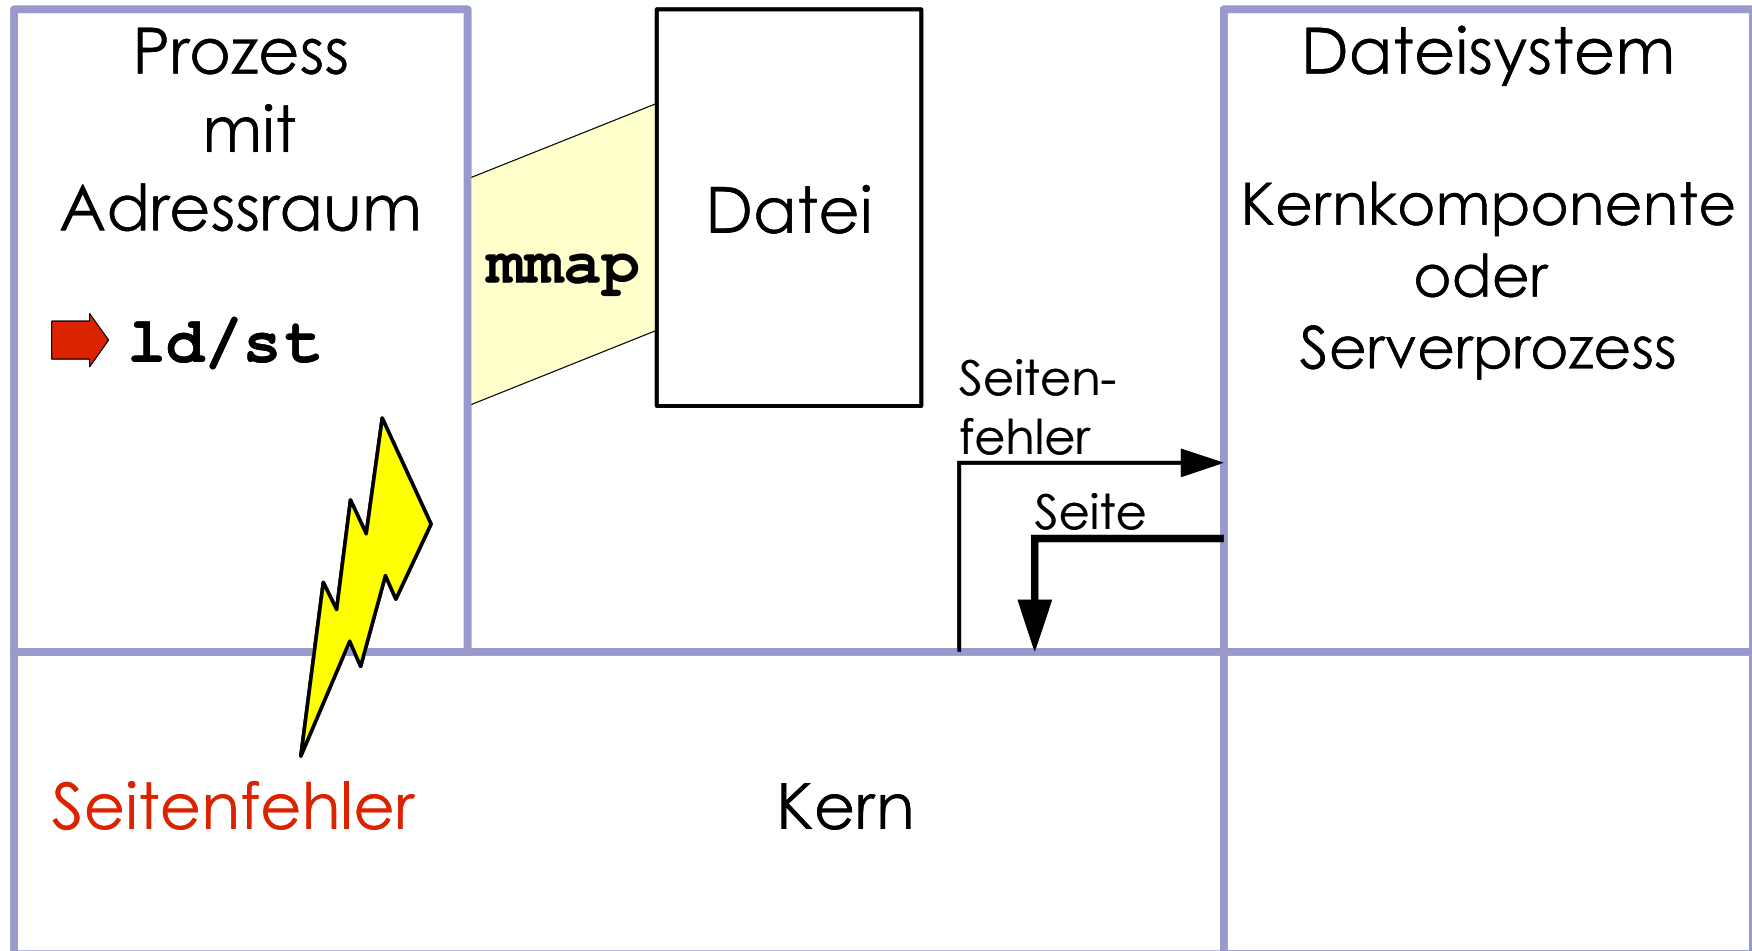 Prozess
mit
Adressraum
ld/st
mmap
Datei
Seiten-
fehler
Seite
Dateisystem
Kernkomponente
oder
Serverprozess
Seitenfehler
Kern